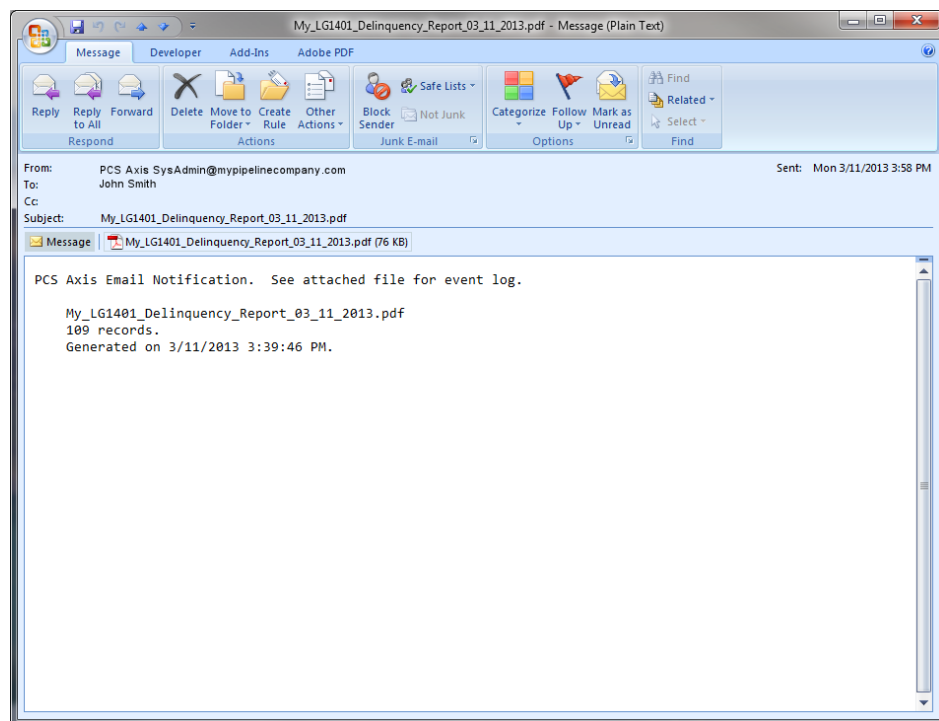 My_LG1401_Delinquency_Report_03_11_2013.pdf - Message (Plain Text)
Message Developer Add-Ins Adobe PDF
Reply Reply to All Forward Delete Move to Folder Create Rule Other Actions Block Sender Safe Lists Not Junk Categorize Follow Up Mark as Unread Find Related Select
Respond Actions Junk E-mail Options Find
From: PCS Axis SysAdmin@mypipelinecompany.com Sent: Mon 3/11/2013 3:58 PM
To: John Smith
Cc:
Subject: My_LG1401_Delinquency_Report_03_11_2013.pdf
Message My_LG1401_Delinquency_Report_03_11_2013.pdf (76 KB)
PCS Axis Email Notification. See attached file for event log.
My_LG1401_Delinquency_Report_03_11_2013.pdf
109 records.
Generated on 3/11/2013 3:39:46 PM.